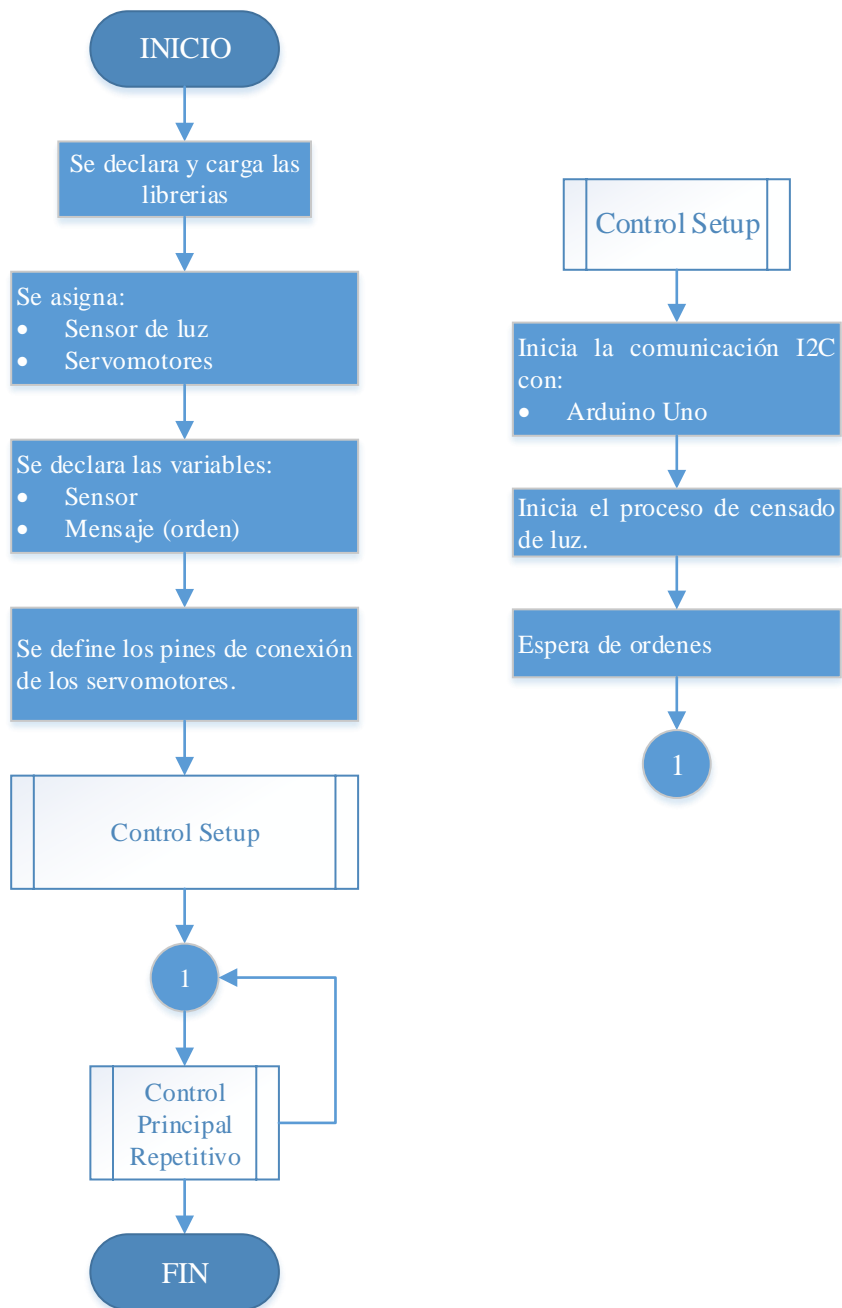 INICIO
Se declara y carga las
librerias
Se asigna:
• Sensor de luz
• Servomotores
Se declara las variables:
• Sensor
• Mensaje (orden)
Se define los pines de conexión
de los servomotores.
Control Setup
1
Control
Principal
Repetitivo
FIN
Control Setup
Inicia la comunicación I2C
con:
• Arduino Uno
Inicia el proceso de censado
de luz.
Espera de ordenes
1